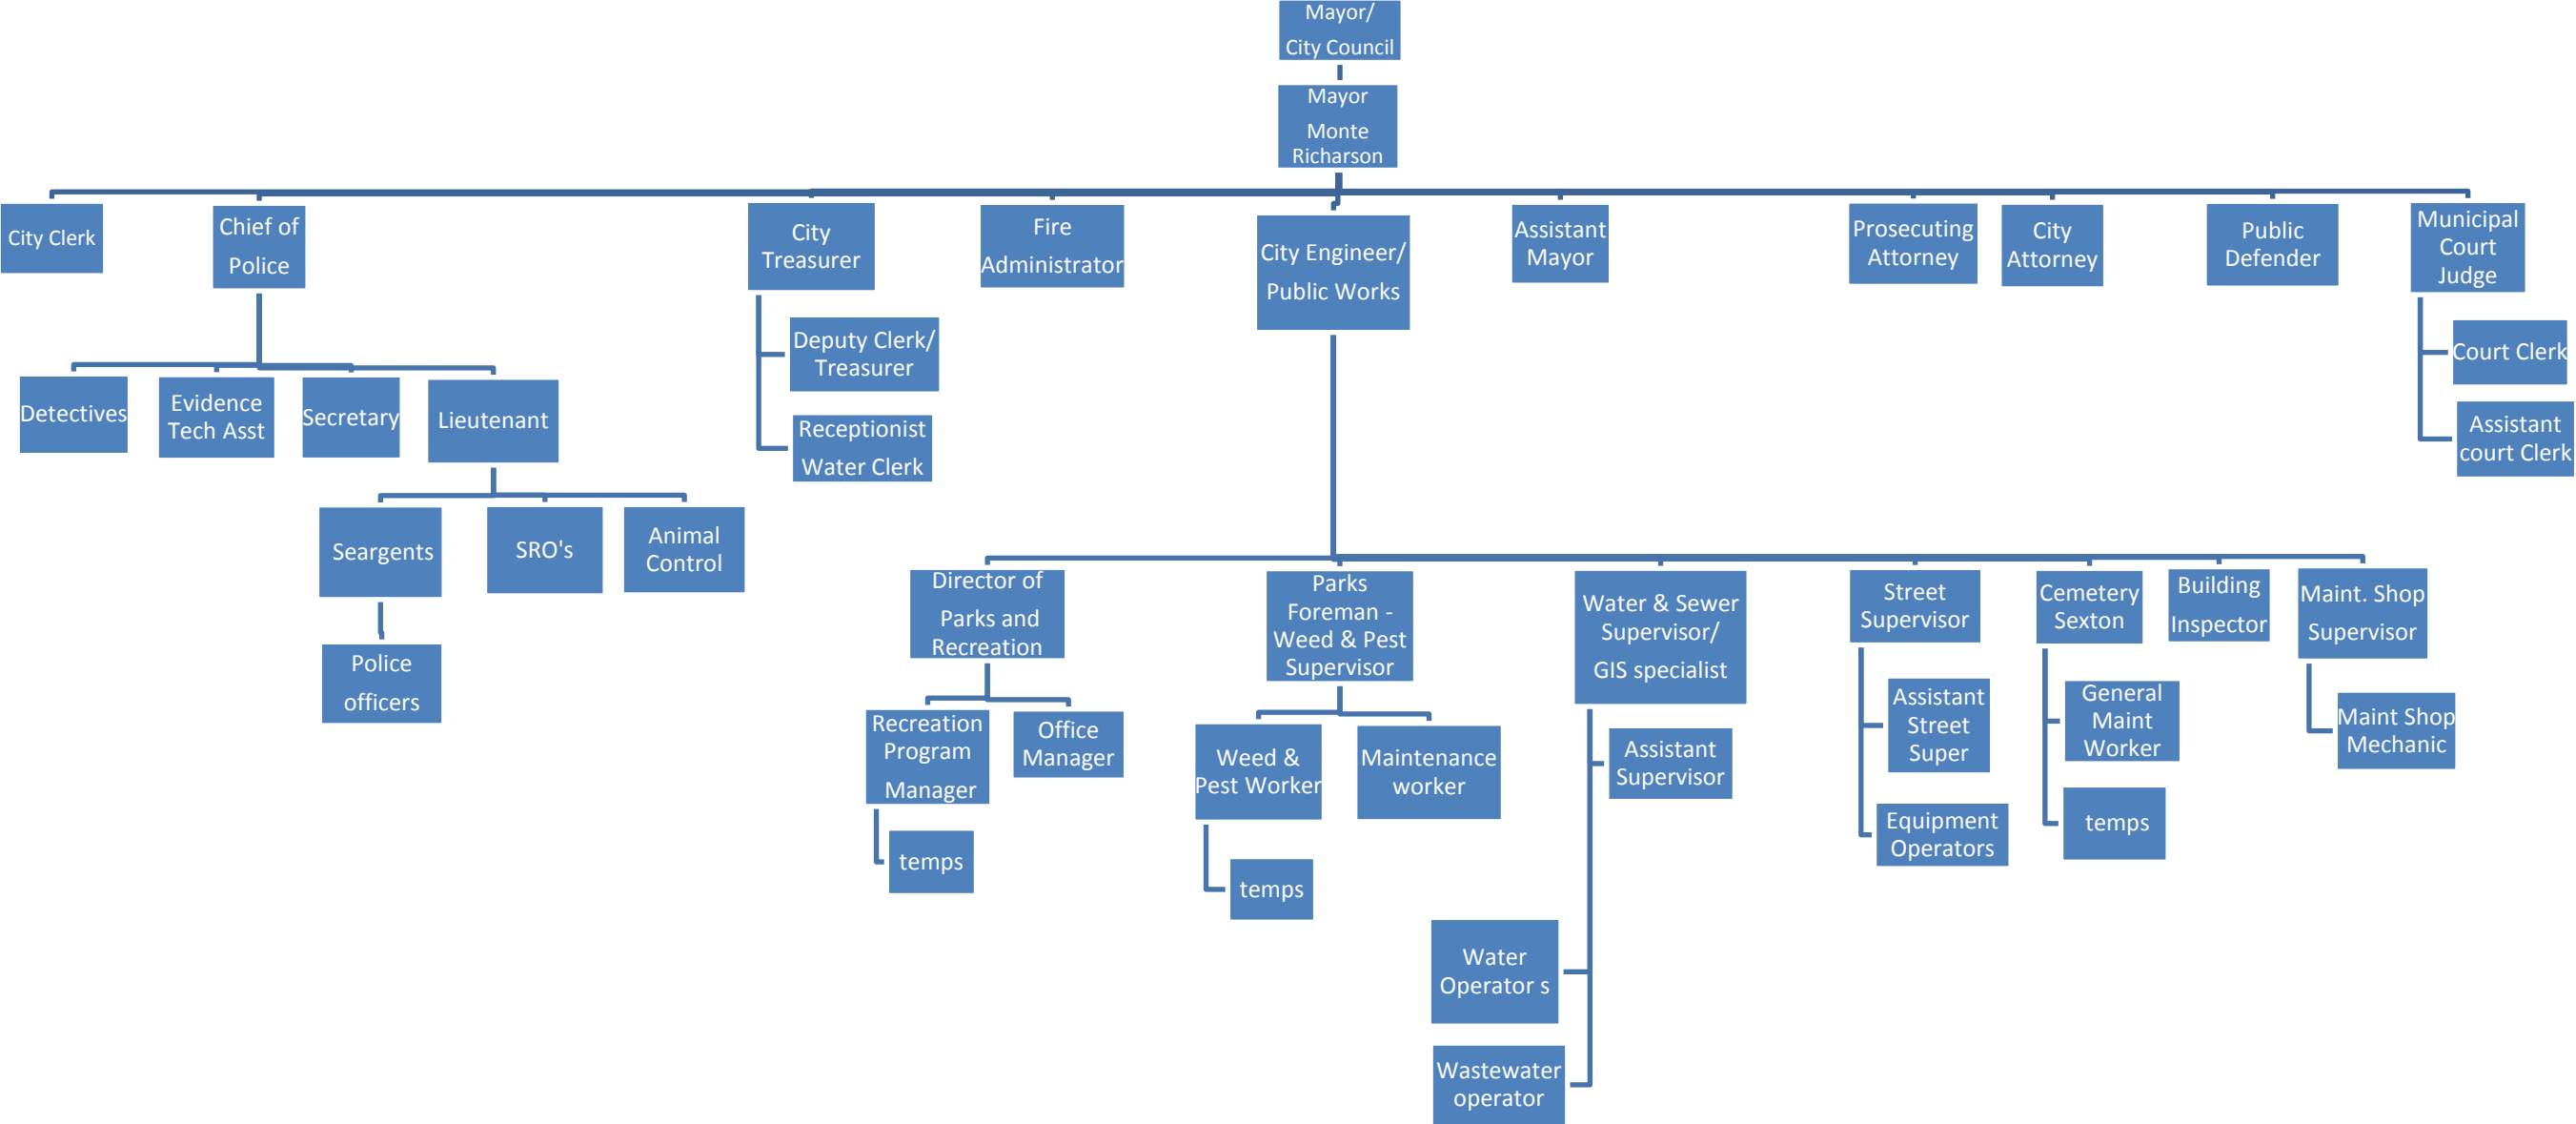 Mayor/
City Council
Mayor
Monte
Richarson
City Clerk
Chief of
Police
City
Treasurer
Fire
Administrator
City Engineer/
Public Works
Assistant
Mayor
Prosecuting
Attorney
City
Attorney
Public
Defender
Municipal
Court
Judge
Deputy Clerk/
Treasurer
Receptionist
Water Clerk
Court Clerk
Assistant
court Clerk
Detectives
Evidence
Tech Asst
Secretary
Lieutenant
Seargents
SRO's
Animal
Control
Police
officers
Director of
Parks and
Recreation
Parks
Foreman -
Weed & Pest
Supervisor
Water & Sewer
Supervisor/
GIS specialist
Street
Supervisor
Cemetery
Sexton
Building
Inspector
Maint. Shop
Supervisor
Recreation
Program
Manager
Office
Manager
temps
Weed &
Pest Worker
Maintenance
worker
temps
Assistant
Supervisor
Water
Operator s
Wastewater
operator
Assistant
Street
Super
Equipment
Operators
General
Maint
Worker
temps
Maint Shop
Mechanic